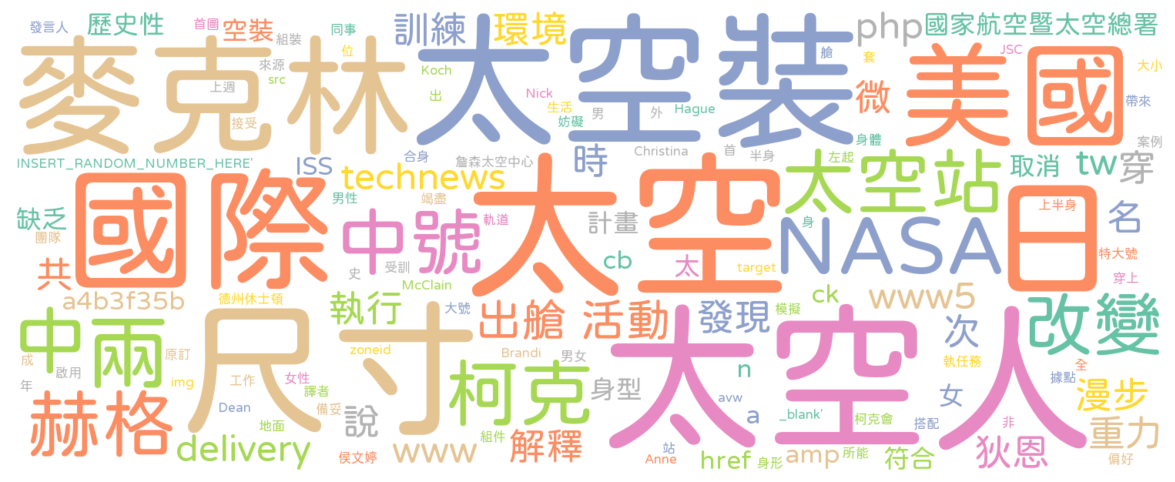 發言人 歷史性 首圖 空裝 組裝 同事 訓練 環境 位 php 國家航空暨太空總署
麥克林 太空裝 美國
來源 src 上週 接受 Koch 出 Nick 生活 妨礙 男 外 Hague 艙 套 微 JSC 大小 帶來
INSERT_RANDOM_NUMBER_HERE' ISS 合身 詹森太空中心 時 Christina 首 半身 身體 左起 取消 tw 穿 案例
technews 太空站
國際 太空 日
缺乏 團隊 男性 竭盡 中號 軌道 計畫 NASA 上半身 名
共 史 受訓 McClain cb 太 target 特大號 穿上
a4b3f35b 德州休士頓 執行 大號 出艙 活動 發現 ck www5 模擬 次 改變
中兩 尺寸 太空人
原訂 成 年 啟用 img 工作 女性 譯者 zoneid 柯克 Brandi 男女 身型 n 執任務 據點 全
赫格 Dean 地面 備妥 說 avw a _blank' 柯克會 搭配 女 漫步
delivery 侯文婷 www 組件 解釋 站 Anne href 身形 amp 所能 符合 非 狄恩 重力 偏好
身